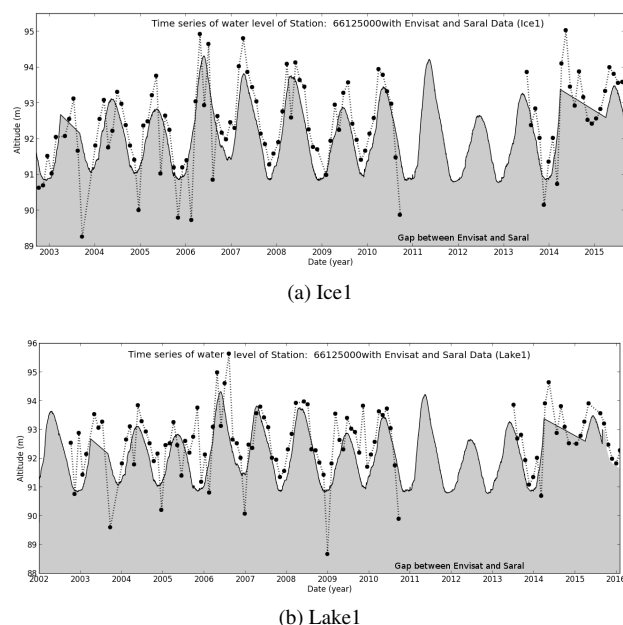 Time series of water level of Station:  66125000with Envisat and Saral Data (Ice1)
95
94
93
92
91
90
89
Altitude (m)
Gap between Envisat and Saral
2003 2004 2005 2006 2007 2008 2009 2010 2011 2012 2013 2014 2015
Date (year)
(a) Ice1
96
Time series of water level of Station:  66125000with Envisat and Saral Data (Lake1)
95
94
93
92
91
90
89
88
Altitude (m)
Gap between Envisat and Saral
2002 2003 2004 2005 2006 2007 2008 2009 2010 2011 2012 2013 2014 2015 2016
Date (year)
(b) Lake1